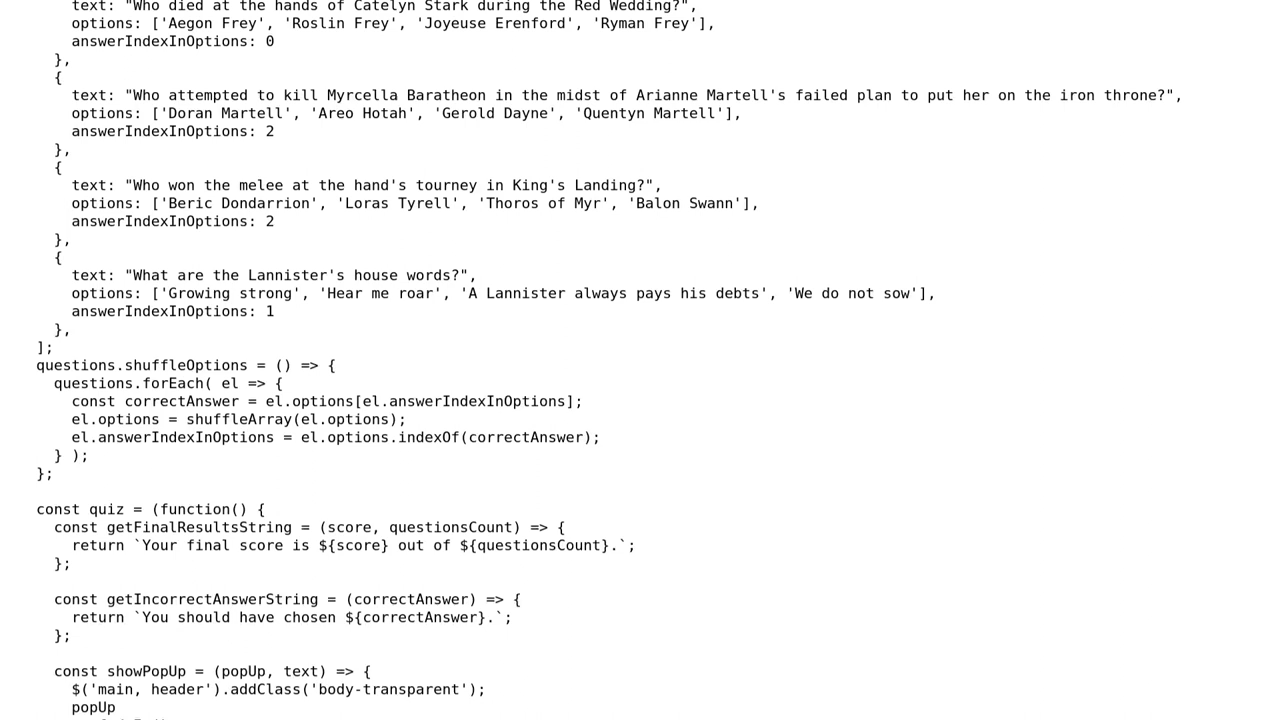 text: "Who died at the hands of Catelyn Stark during the Red Wedding?",
options: ['Aegon Frey', 'Roslin Frey', 'Joyeuse Erenford', 'Ryman Frey'],
answerIndexInOptions: 0
},
{
text: "Who attempted to kill Myrcella Baratheon in the midst of Arianne Martell's failed plan to put her on the iron throne?",
options: ['Doran Martell', 'Areo Hotah', 'Gerold Dayne', 'Quentyn Martell'],
answerIndexInOptions: 2
},
{
text: "Who won the melee at the hand's tourney in King's Landing?",
options: ['Beric Dondarrion', 'Loras Tyrell', 'Thoros of Myr', 'Balon Swann'],
answerIndexInOptions: 2
},
{
text: "What are the Lannister's house words?",
options: ['Growing strong', 'Hear me roar', 'A Lannister always pays his debts', 'We do not sow'],
answerIndexInOptions: 1
},
];
questions.shuffleOptions = () => {
questions.forEach( el => {
const correctAnswer = el.options[el.answerIndexInOptions];
el.options = shuffleArray(el.options);
el.answerIndexInOptions = el.options.indexOf(correctAnswer);
} );
};
const quiz = (function() {
const getFinalResultsString = (score, questionsCount) => {
return `Your final score is ${score} out of ${questionsCount}.`;
};
const getIncorrectAnswerString = (correctAnswer) => {
return `You should have chosen ${correctAnswer}.`;
};
const showPopUp = (popUp, text) => {
$('main, header').addClass('body-transparent');
popUp